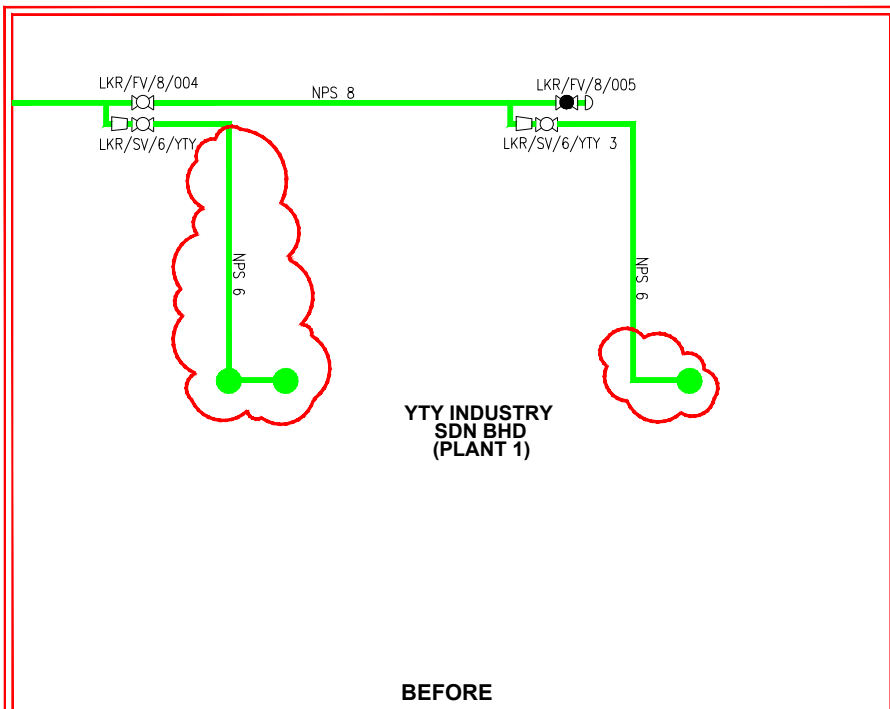 LKR/FV/8/004
LKR/FV/8/005
NPS 8
LKR/SV/6/YTY
LKR/SV/6/YTY 3
NPS 6
NPS 6
YTY INDUSTRY
SDN BHD
(PLANT 1)
BEFORE